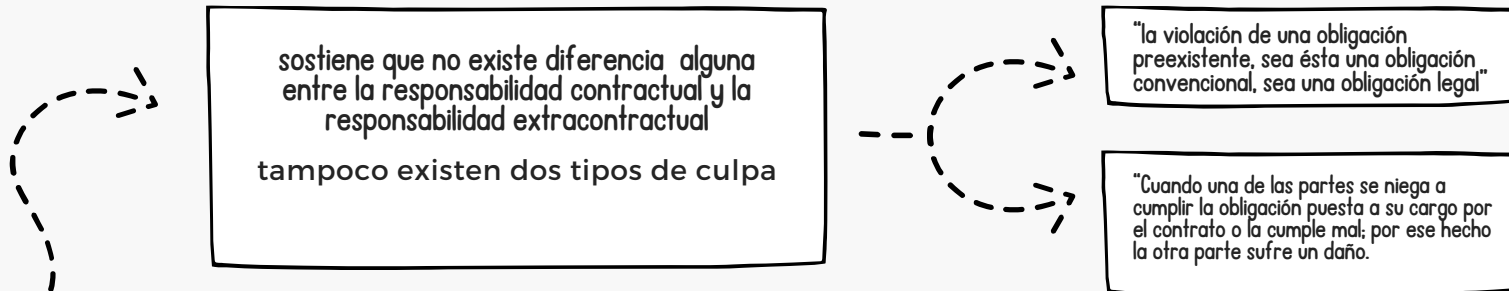 sostiene que no existe diferencia alguna
entre la responsabilidad contractual y la
responsabilidad extracontractual
tampoco existen dos tipos de culpa
"la violación de una obligación
preexistente, sea ésta una obligación
convencional, sea una obligación legal"
"Cuando una de las partes se niega a
cumplir la obligación puesta a su cargo por
el contrato o la cumple mal; por ese hecho
la otra parte sufre un daño.